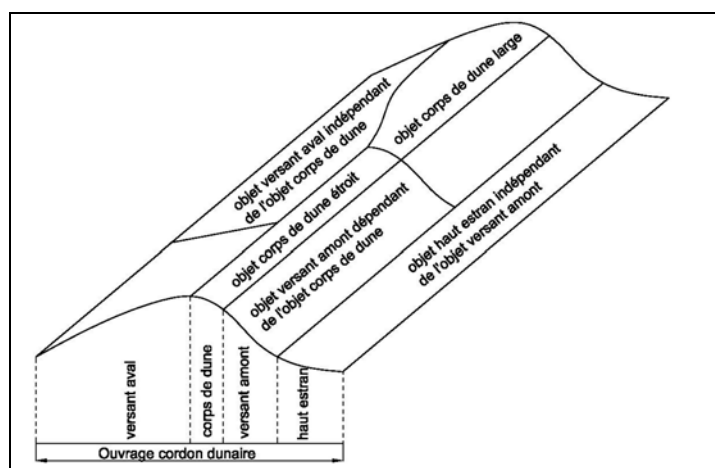 objet versant aval indépendant
de l'objet corps de dune
objet corps de dune large
objet corps de dune étroit
objet versant amont dépendant
de l'objet corps de dune
objet haut estran indépendant
de l'objet versant amont
versant aval
corps de dune
versant amont
haut estran
Ouvrage cordon dunaire